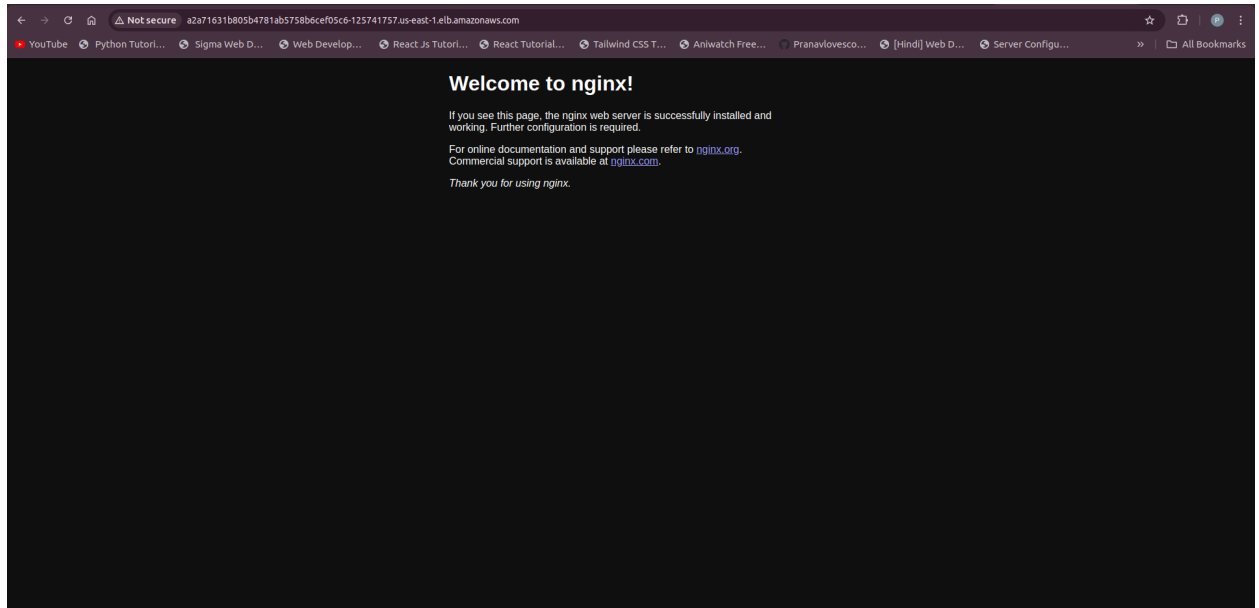 Not secure a2a71631b805b4781ab5758b6cef05c6-125741757.us-east-1.elb.amazonaws.com
YouTube Python Tutori... Sigma Web D... Web Develop... React Js Tutori... React Tutorial... Tailwind CSS T... Aniwatch Free... Pranavlovesco... [Hindi] Web D... Server Configu... » All Bookmarks
Welcome to nginx!
If you see this page, the nginx web server is successfully installed and
working. Further configuration is required.
For online documentation and support please refer to nginx.org.
Commercial support is available at nginx.com.
Thank you for using nginx.